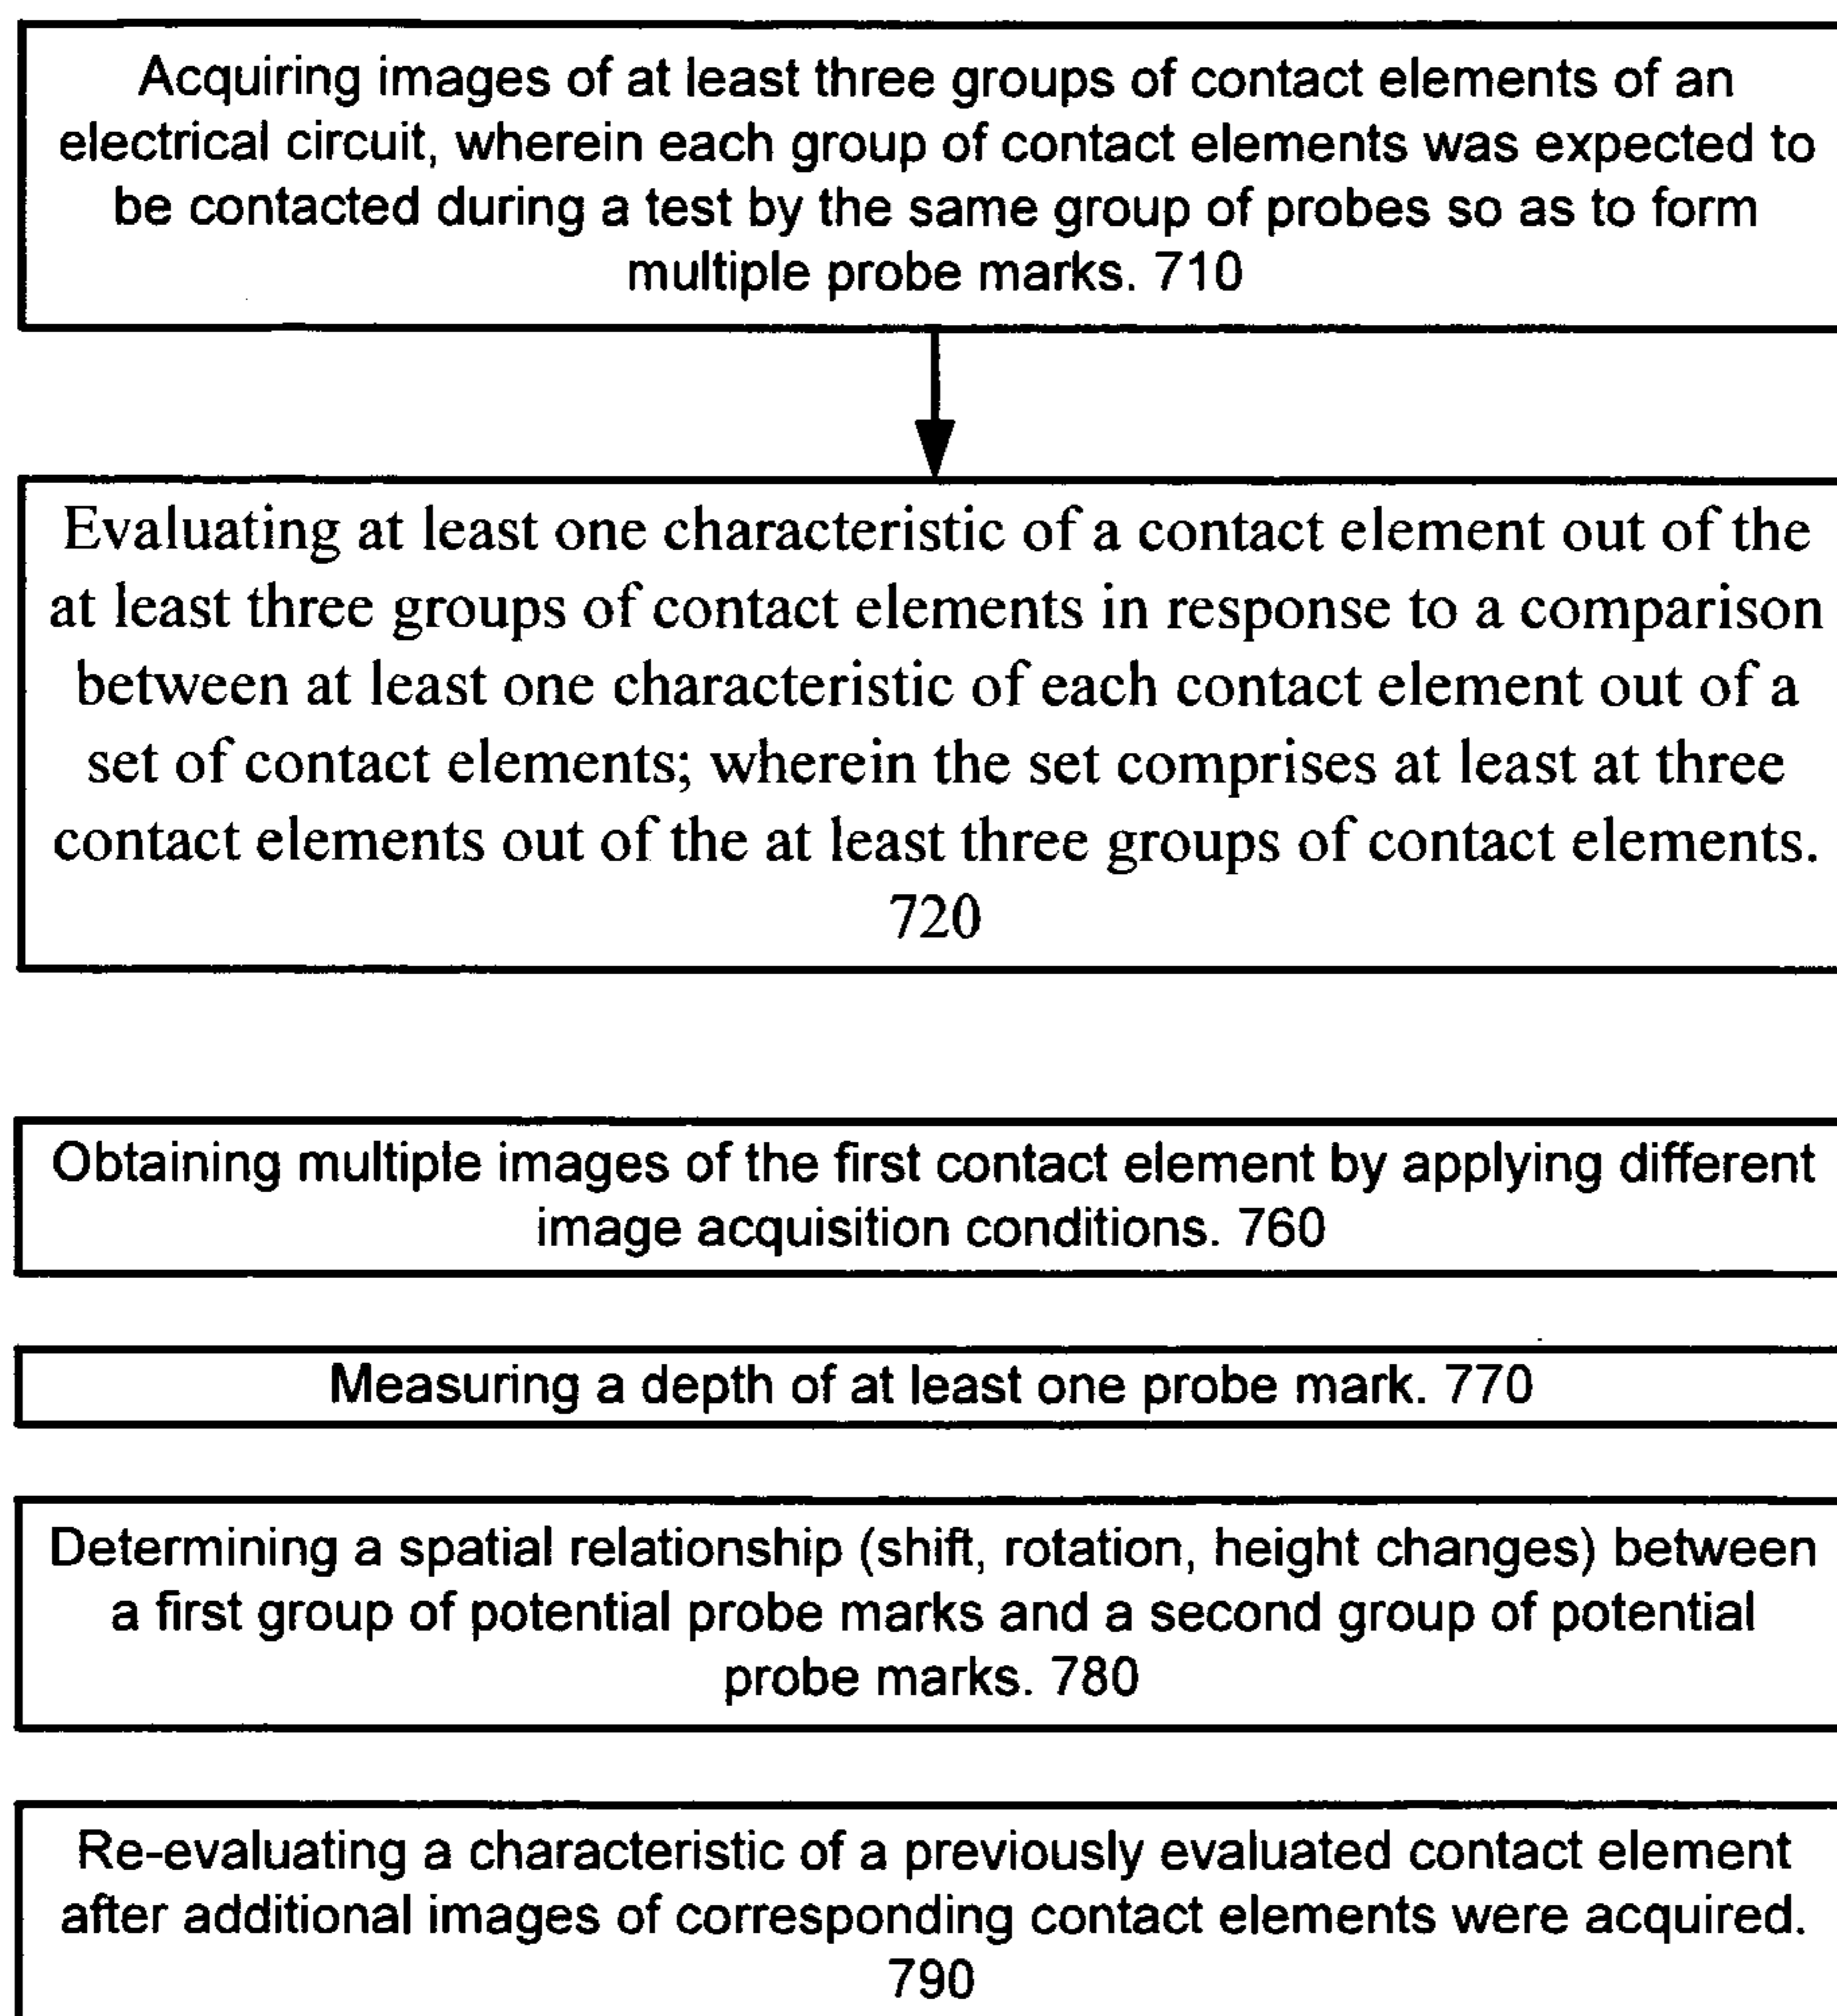 Acquiring images of at least three groups of contact elements of an
electrical circuit, wherein each group of contact elements was expected to
be contacted during a test by the same group of probes so as to form
multiple probe marks. 710
Evaluating at least one characteristic of a contact element out of the
at least three groups of contact elements in response to a comparison
between at least one characteristic of each contact element out of a
set of contact elements; wherein the set comprises at least at three
contact elements out of the at least three groups of contact elements.
720
Obtaining multiple images of the first contact element by applying different
image acquisition conditions. 760
Measuring a depth of at least one probe mark. 770
Determining a spatial relationship (shift, rotation, height changes) between
a first group of potential probe marks and a second group of potential
probe marks. 780
Re-evaluating a characteristic of a previously evaluated contact element
after additional images of corresponding contact elements were acquired.
790